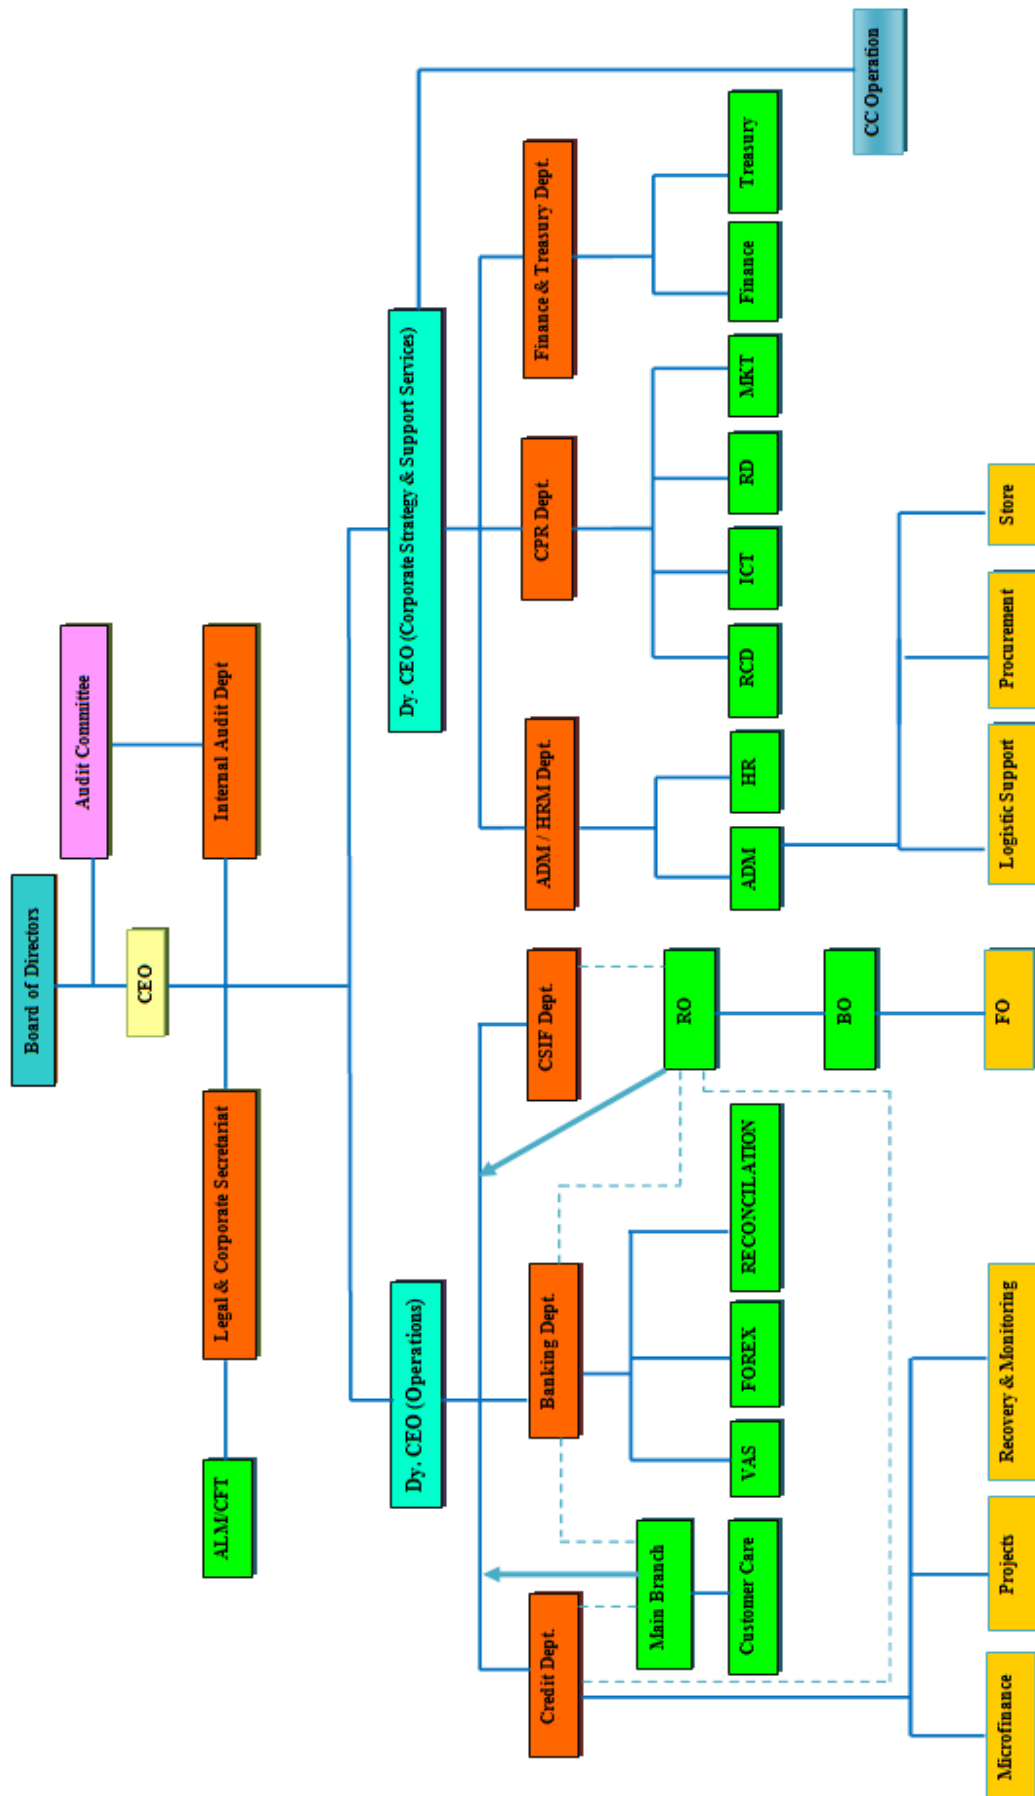 Board of Directors
Audit Committee
CEO
Legal & Corporate Secretariat
Internal Audit Dept
ALM/CFT
Dy. CEO (Operations)
Dy. CEO (Corporate Strategy & Support Services)
Credit Dept.
Banking Dept.
CSIF Dept.
ADM / HRM Dept.
CPR Dept.
Finance & Treasury Dept.
Main Branch
RO
Customer Care
VAS
FOREX
RECONCILATION
ADM
HR
RCD
ICT
RD
MKT
Finance
Treasury
BO
CC Operation
Microfinance
Projects
Recovery & Monitoring
FO
Logistic Support
Procurement
Store